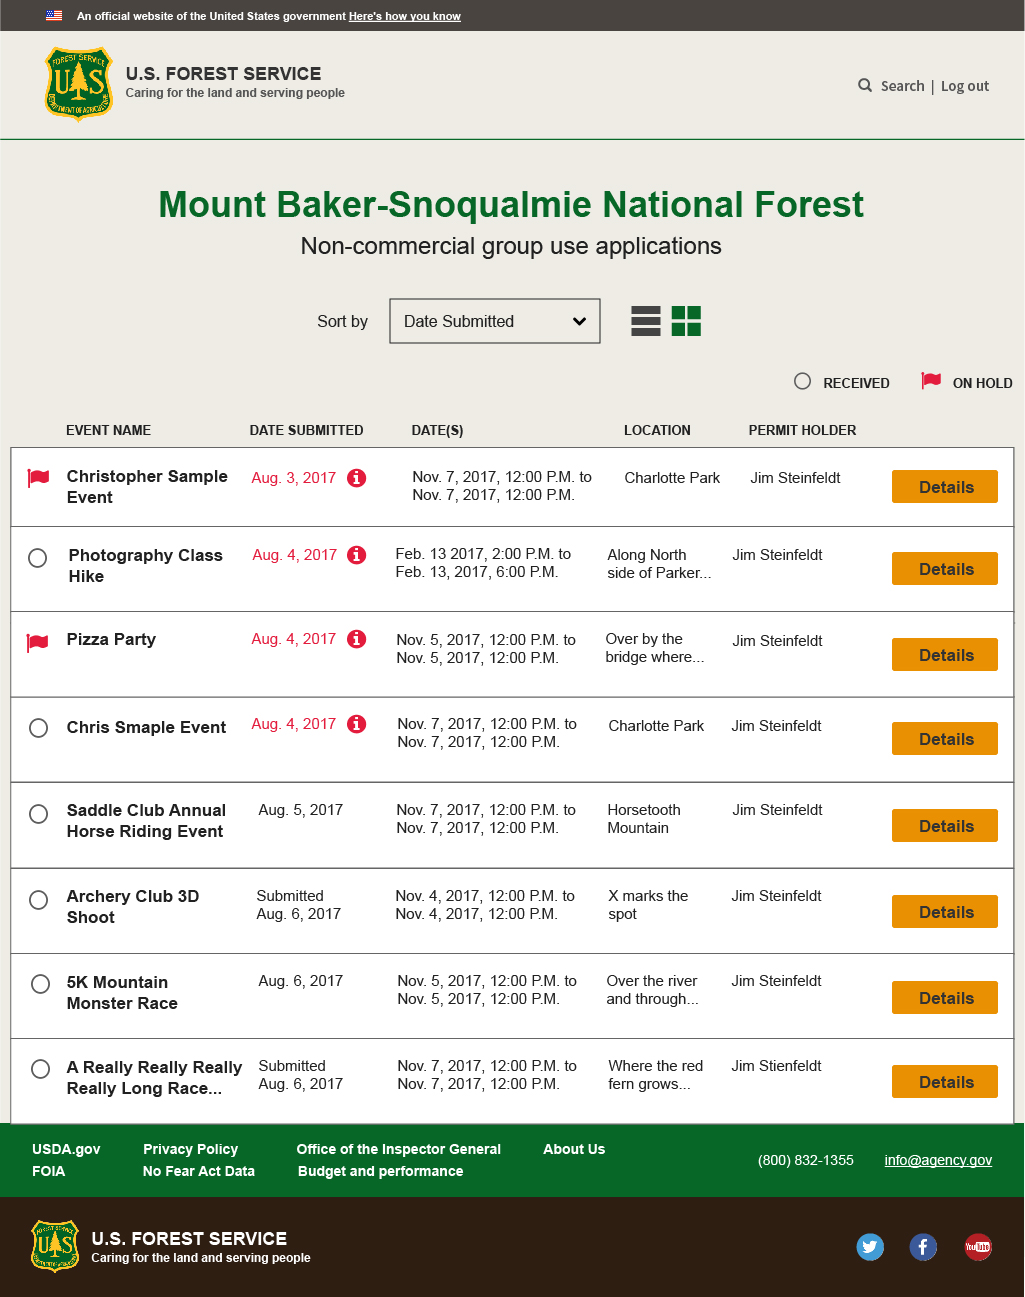 An official website of the United States government Here's how you know
FOREST SERVICE
U S
DEPARTMENT OF AGRICULTURE
U.S. FOREST SERVICE
Caring for the land and serving people
Search | Log out
Mount Baker-Snoqualmie National Forest
Non-commercial group use applications
Sort by Date Submitted
RECEIVED ON HOLD
EVENT NAME DATE SUBMITTED DATE(S) LOCATION PERMIT HOLDER
Christopher Sample Aug. 3, 2017 Nov. 7, 2017, 12:00 P.M. to Charlotte Park Jim Steinfeldt Details
Event Nov. 7, 2017, 12:00 P.M.
Photography Class Aug. 4, 2017 Feb. 13 2017, 2:00 P.M. to Along North Jim Steinfeldt Details
Hike Feb. 13, 2017, 6:00 P.M. side of Parker...
Pizza Party Aug. 4, 2017 Nov. 5, 2017, 12:00 P.M. to Over by the Jim Steinfeldt Details
Nov. 5, 2017, 12:00 P.M. bridge where...
Chris Smaple Event Aug. 4, 2017 Nov. 7, 2017, 12:00 P.M. to Charlotte Park Jim Steinfeldt Details
Nov. 7, 2017, 12:00 P.M.
Saddle Club Annual Aug. 5, 2017 Nov. 7, 2017, 12:00 P.M. to Horsetooth Jim Steinfeldt Details
Horse Riding Event Nov. 7, 2017, 12:00 P.M. Mountain
Archery Club 3D Submitted Nov. 4, 2017, 12:00 P.M. to X marks the Jim Steinfeldt Details
Shoot Aug. 6, 2017 Nov. 4, 2017, 12:00 P.M. spot
5K Mountain Aug. 6, 2017 Nov. 5, 2017, 12:00 P.M. to Over the river Jim Steinfeldt Details
Monster Race Nov. 5, 2017, 12:00 P.M. and through...
A Really Really Really Submitted Nov. 7, 2017, 12:00 P.M. to Where the red Jim Stienfeldt Details
Really Long Race... Aug. 6, 2017 Nov. 7, 2017, 12:00 P.M. fern grows...
USDA.gov Privacy Policy Office of the Inspector General About Us
FOIA No Fear Act Data Budget and performance
(800) 832-1355 info@agency.gov
FOREST SERVICE
U S
DEPARTMENT OF AGRICULTURE
U.S. FOREST SERVICE
Caring for the land and serving people
YouTube